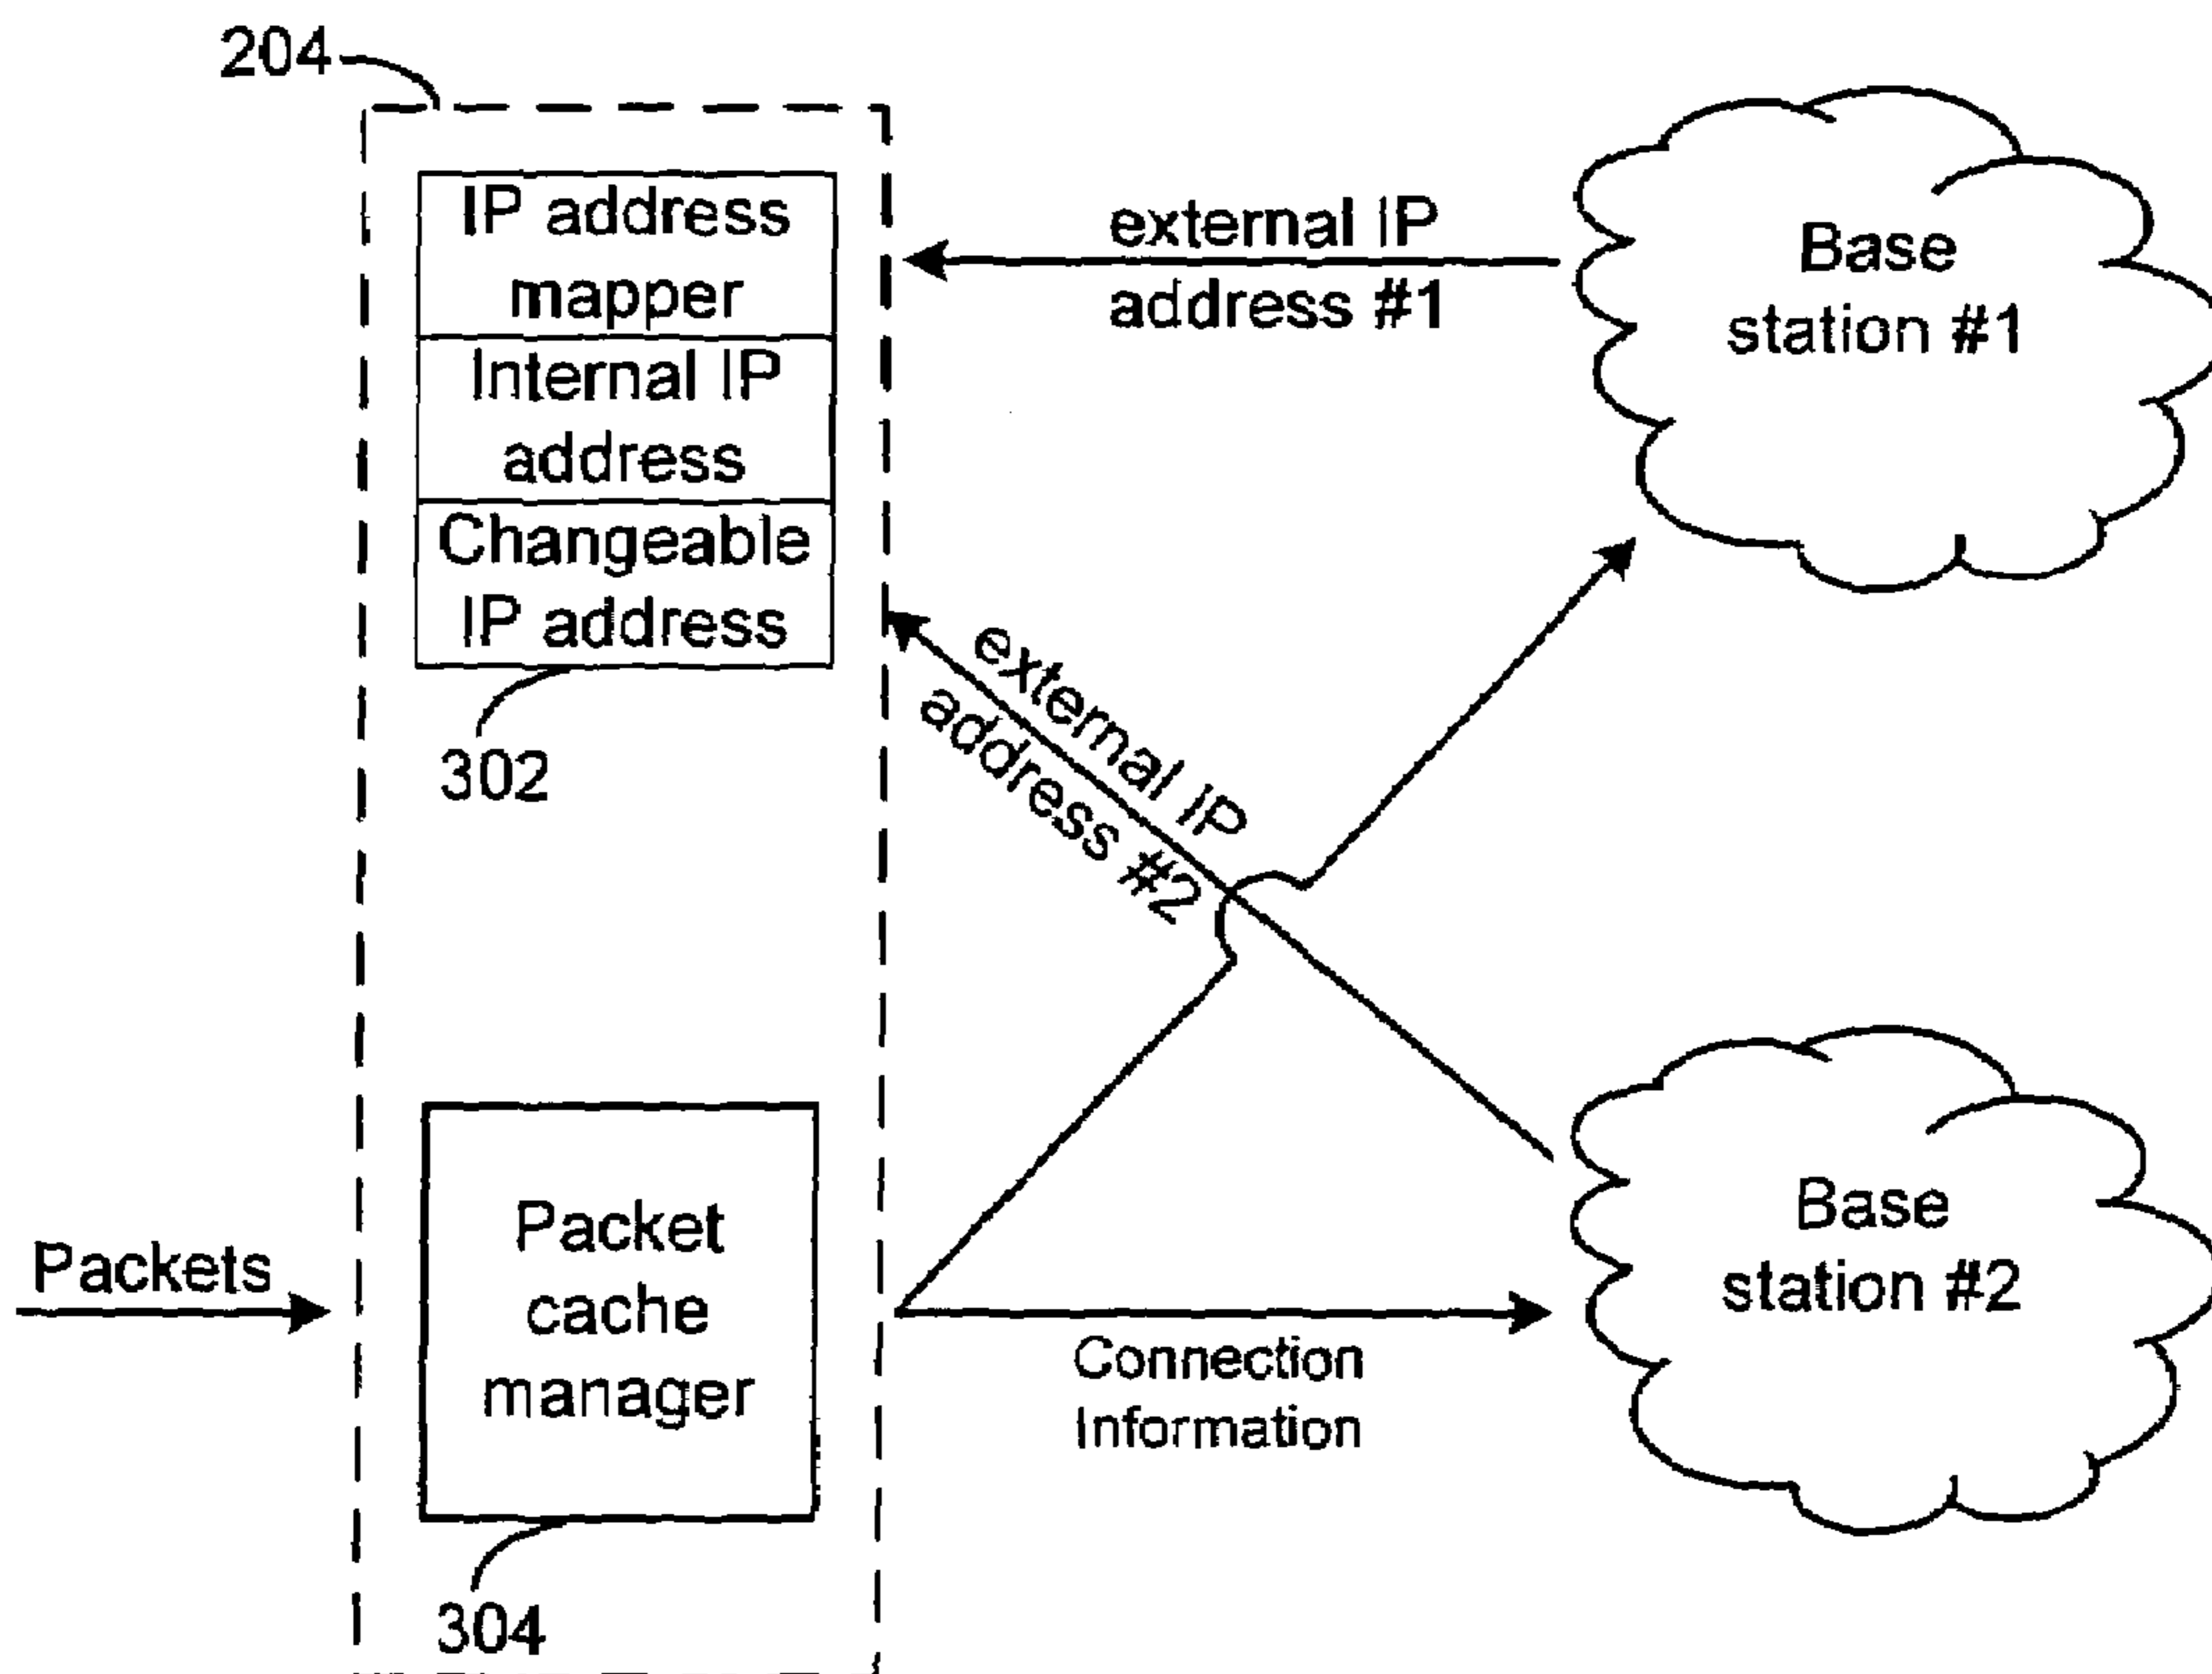 204
IP address
mapper
Internal IP
address
Changeable
IP address
302
external IP
address #1
Base
station #1
external IP
address #2
Packets
Packet
cache
manager
304
Connection
Information
Base
station #2